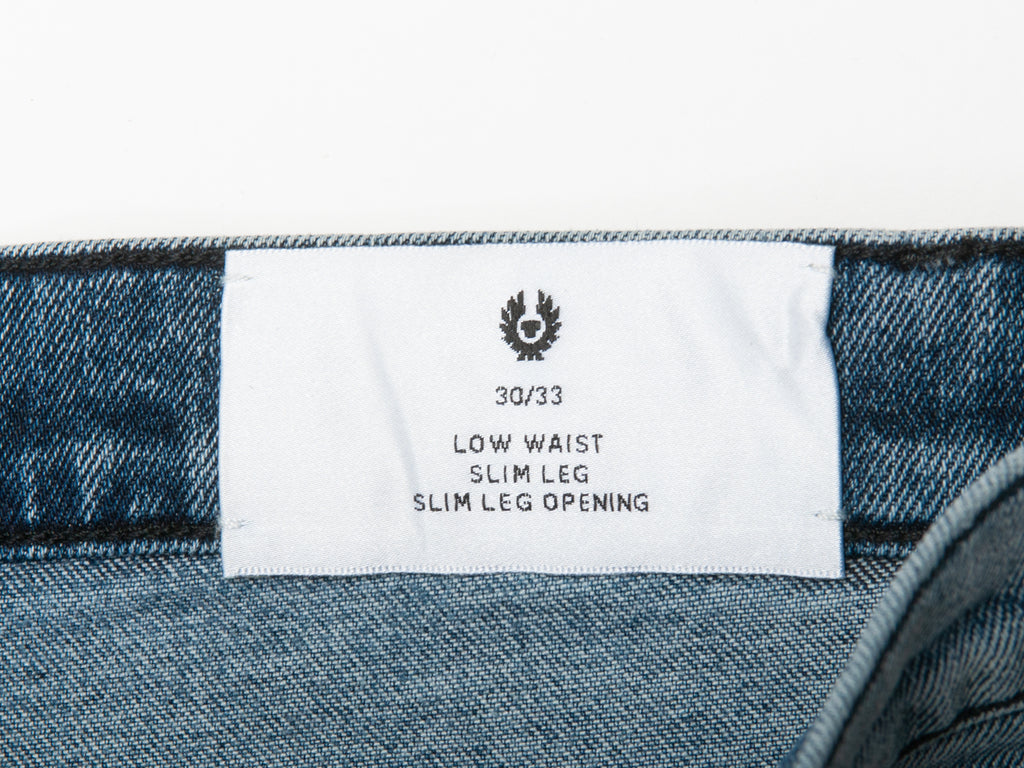 30/33
LOW WAIST
SLIM LEG
SLIM LEG OPENING